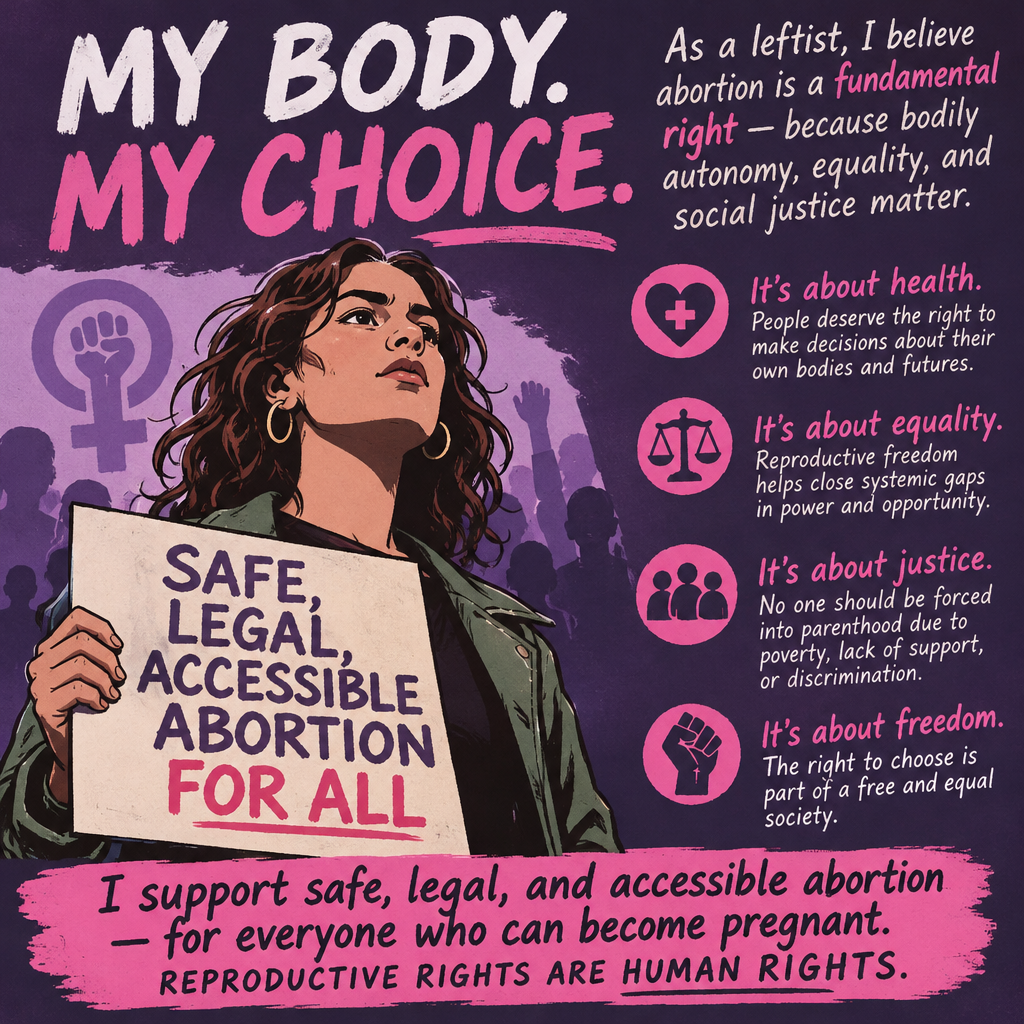 MY BODY.
MY CHOICE.
As a leftist, I believe
abortion is a fundamental
right — because bodily
autonomy, equality, and
social justice matter.
It's about health.
People deserve the right to
make decisions about their
own bodies and futures.
It's about equality.
Reproductive freedom
helps close systemic gaps
in power and opportunity.
It's about justice.
No one should be forced
into parenthood due to
poverty, lack of support,
or discrimination.
It's about freedom.
The right to choose is
part of a free and equal
society.
SAFE,
LEGAL,
ACCESSIBLE
ABORTION
FOR ALL
I support safe, legal, and accessible abortion
— for everyone who can become pregnant.
REPRODUCTIVE RIGHTS ARE HUMAN RIGHTS.